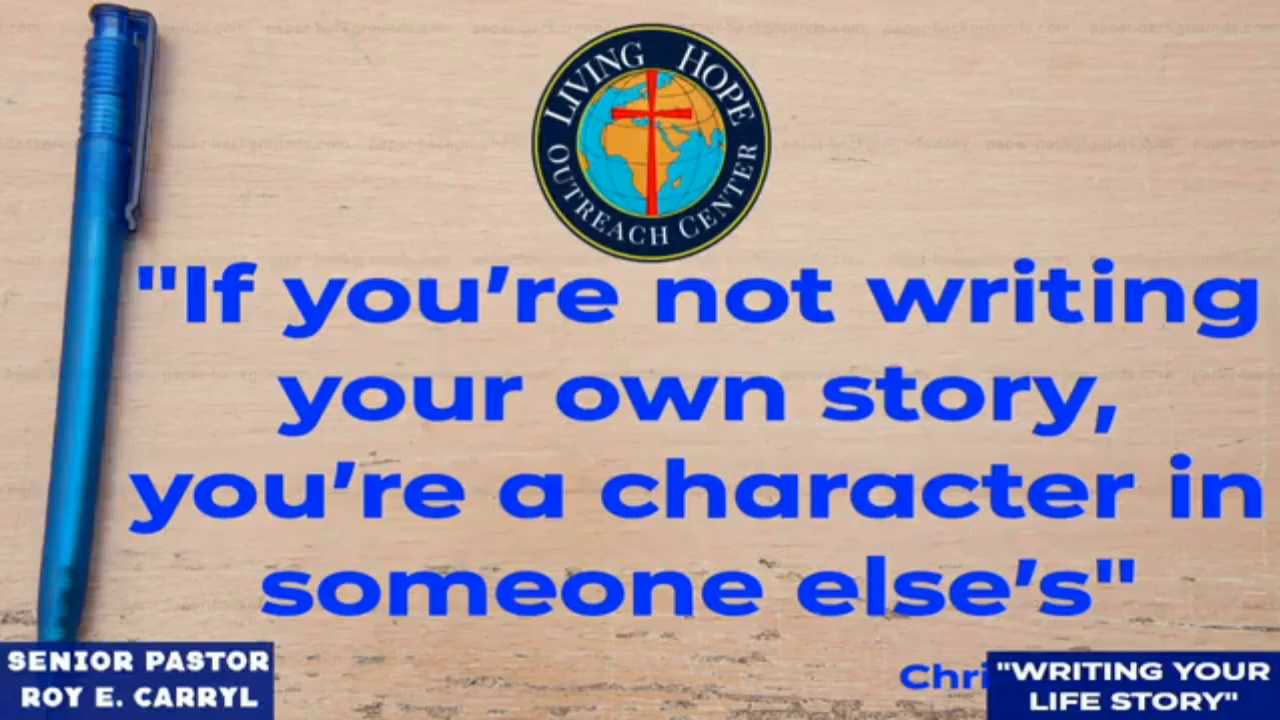 LIVING HOPE
OUTREACH CENTER
"If you're not writing
your own story,
you're a character in
someone else's"
SENIOR PASTOR
ROY E. CARRYL
"WRITING YOUR
LIFE STORY"